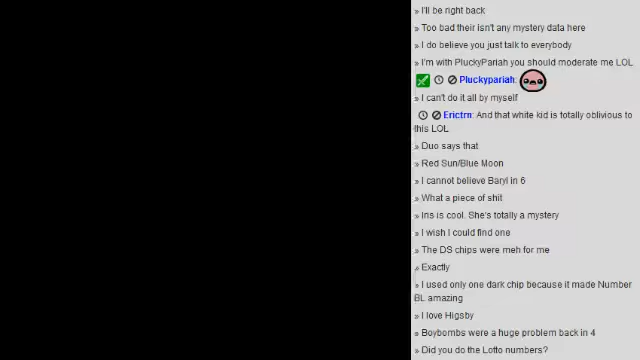 » I'll be right back
» Too bad their isn't any mystery data here
» I do believe you just talk to everybody
» I'm with PluckyPariah you should moderate me LOL
Pluckypariah:
» I can't do it all by myself
Erictrn: And that white kid is totally oblivious to
this LOL
» Duo says that
» Red Sun/Blue Moon
» I cannot believe Baryl in 6
» What a piece of shit
» Iris is cool. She's totally a mystery
» I wish I could find one
» The DS chips were meh for me
» Exactly
» I used only one dark chip because it made Number
BL amazing
» I love Higsby
» Boybombs were a huge problem back in 4
» Did you do the Lotto numbers?